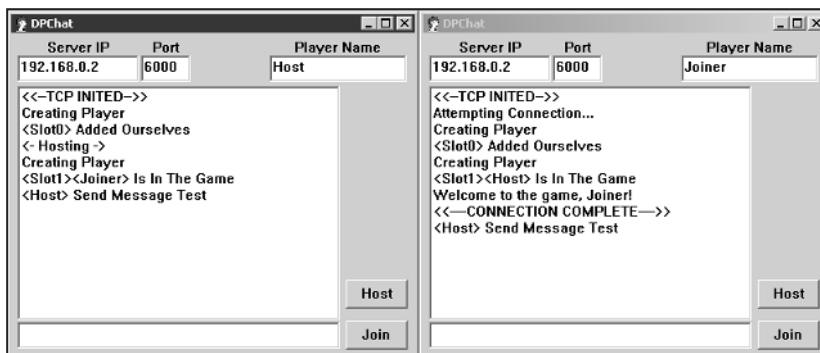 DPChat
Server IP Port Player Name
192.168.0.2 6000 Host
<<–TCP INITED–>>
Creating Player
<Slot0> Added Ourselves
<- Hosting ->
Creating Player
<Slot1><Joiner> Is In The Game
<Host> Send Message Test
Host
Join
DPChat
Server IP Port Player Name
192.168.0.2 6000 Joiner
<<–TCP INITED–>>
Attempting Connection...
Creating Player
<Slot0> Added Ourselves
Creating Player
<Slot1><Host> Is In The Game
Welcome to the game, Joiner!
<<—CONNECTION COMPLETE—>>
<Host> Send Message Test
Host
Join